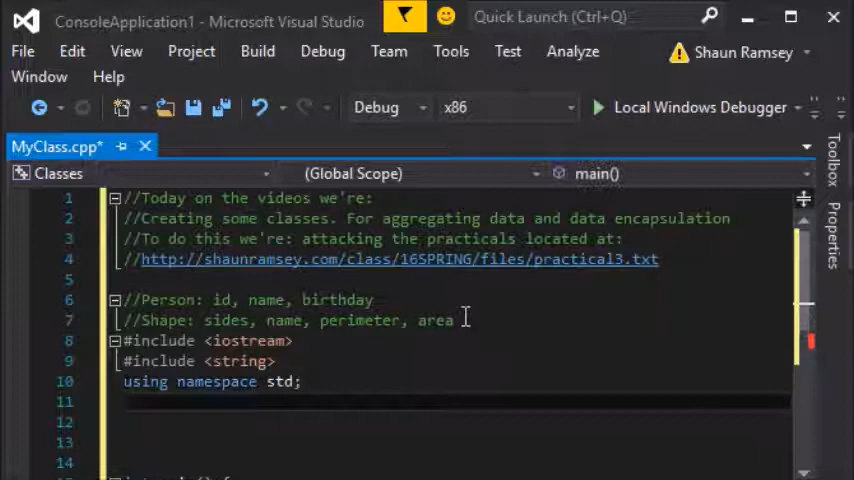 ConsoleApplication1 - Microsoft Visual Studio
Quick Launch (Ctrl+Q)
File Edit View Project Build Debug Team Tools Test Analyze
Shaun Ramsey
Window Help
Debug x86 Local Windows Debugger
MyClass.cpp*
Classes (Global Scope) main()
1 //Today on the videos we're:
2 //Creating some classes. For aggregating data and data encapsulation
3 //To do this we're: attacking the practicals located at:
4 //http://shaunramsey.com/class/16SPRING/files/practical3.txt
5
6 //Person: id, name, birthday
7 //Shape: sides, name, perimeter, area
8 #include <iostream>
9 #include <string>
10 using namespace std;
11
12
13
14
Toolbox
Properties